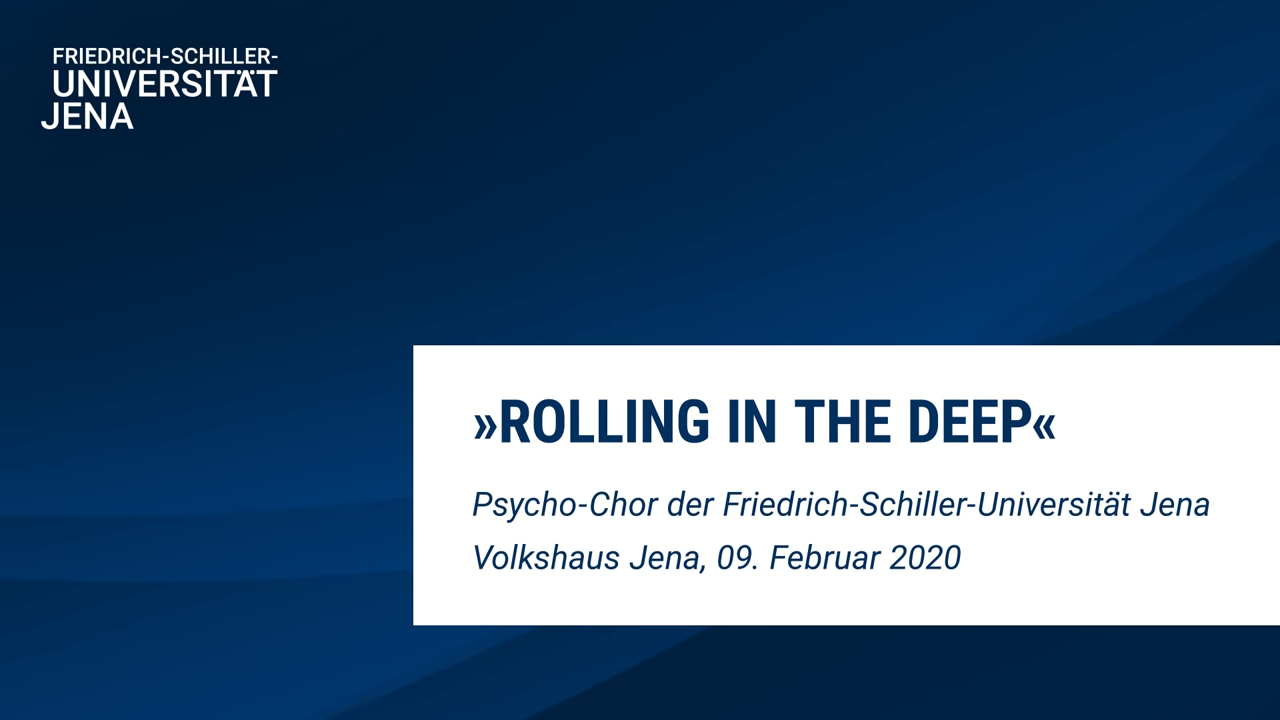 FRIEDRICH-SCHILLER-
UNIVERSITÄT
JENA
»ROLLING IN THE DEEP«
Psycho-Chor der Friedrich-Schiller-Universität Jena
Volkshaus Jena, 09. Februar 2020